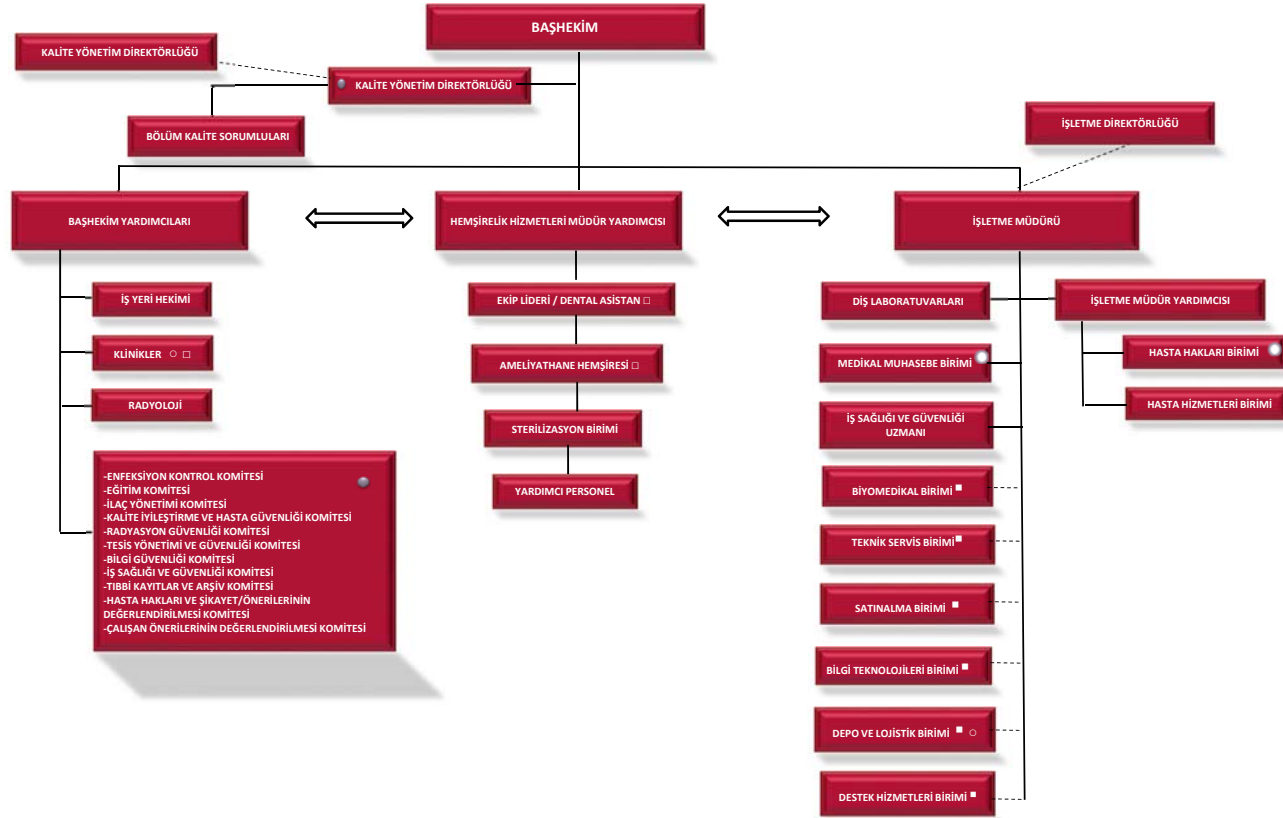 BAŞHEKİM
KALİTE YÖNETİM DİREKTÖRLÜĞÜ
KALİTE YÖNETİM DİREKTÖRLÜĞÜ
BÖLÜM KALİTE SORUMLULARI
İŞLETME DİREKTÖRLÜĞÜ
BAŞHEKİM YARDIMCILARI
HEMŞİRELİK HİZMETLERİ MÜDÜR YARDIMCISI
İŞLETME MÜDÜRÜ
İŞ YERİ HEKİMİ
KLİNİKLER ○ □
RADYOLOJİ
-ENFEKSİYON KONTROL KOMİTESİ
-EĞİTİM KOMİTESİ
-İLAÇ YÖNETİMİ KOMİTESİ
-KALİTE İYİLEŞTİRME VE HASTA GÜVENLİĞİ KOMİTESİ
-RADYASYON GÜVENLİĞİ KOMİTESİ
-TESİS YÖNETİMİ VE GÜVENLİĞİ KOMİTESİ
-BİLGİ GÜVENLİĞİ KOMİTESİ
-İŞ SAĞLIĞI VE GÜVENLİĞİ KOMİTESİ
-TIBBİ KAYITLAR VE ARŞİV KOMİTESİ
-HASTA HAKLARI VE ŞİKAYET/ÖNERİLERİNİN
DEĞERLENDİRİLMESİ KOMİTESİ
-ÇALIŞAN ÖNERİLERİNİN DEĞERLENDİRİLMESİ KOMİTESİ
EKİP LİDERİ / DENTAL ASİSTAN □
AMELİYATHANE HEMŞİRESİ □
STERİLİZASYON BİRİMİ
YARDIMCI PERSONEL
DİŞ LABORATUVARLARI
MEDİKAL MUHASEBE BİRİMİ
İŞ SAĞLIĞI VE GÜVENLİĞİ
UZMANI
BİYOMEDİKAL BİRİMİ ■
TEKNİK SERVİS BİRİMİ ■
SATINALMA BİRİMİ ■
BİLGİ TEKNOLOJİLERİ BİRİMİ ■
DEPO VE LOJİSTİK BİRİMİ ■ ○
DESTEK HİZMETLERİ BİRİMİ ■
İŞLETME MÜDÜR YARDIMCISI
HASTA HAKLARI BİRİMİ
HASTA HİZMETLERİ BİRİMİ